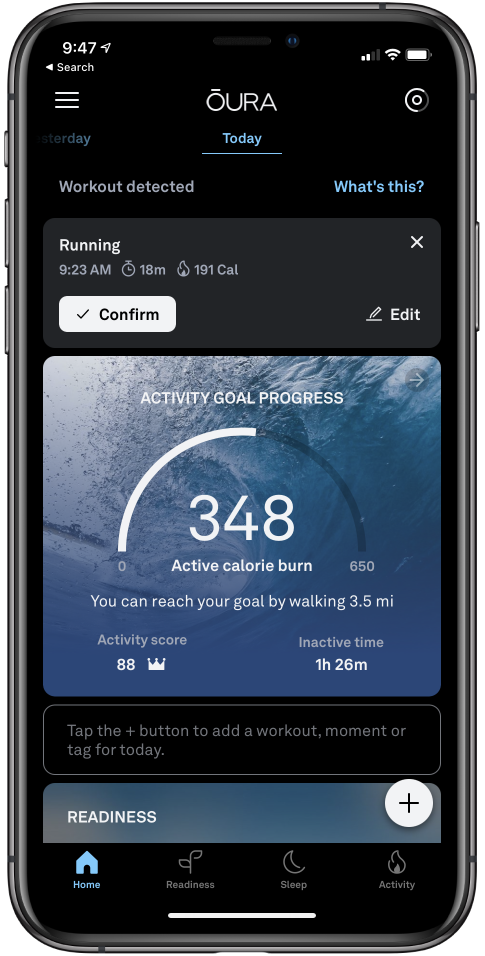 9:47
◀ Search
ŌURA
sterday
Today
Workout detected
What's this?
Running
9:23 AM 18m 191 Cal
Confirm
Edit
ACTIVITY GOAL PROGRESS
348
0
Active calorie burn
650
You can reach your goal by walking 3.5 mi
Activity score
Inactive time
88
1h 26m
Tap the + button to add a workout, moment or
tag for today.
READINESS
Home
Readiness
Sleep
Activity